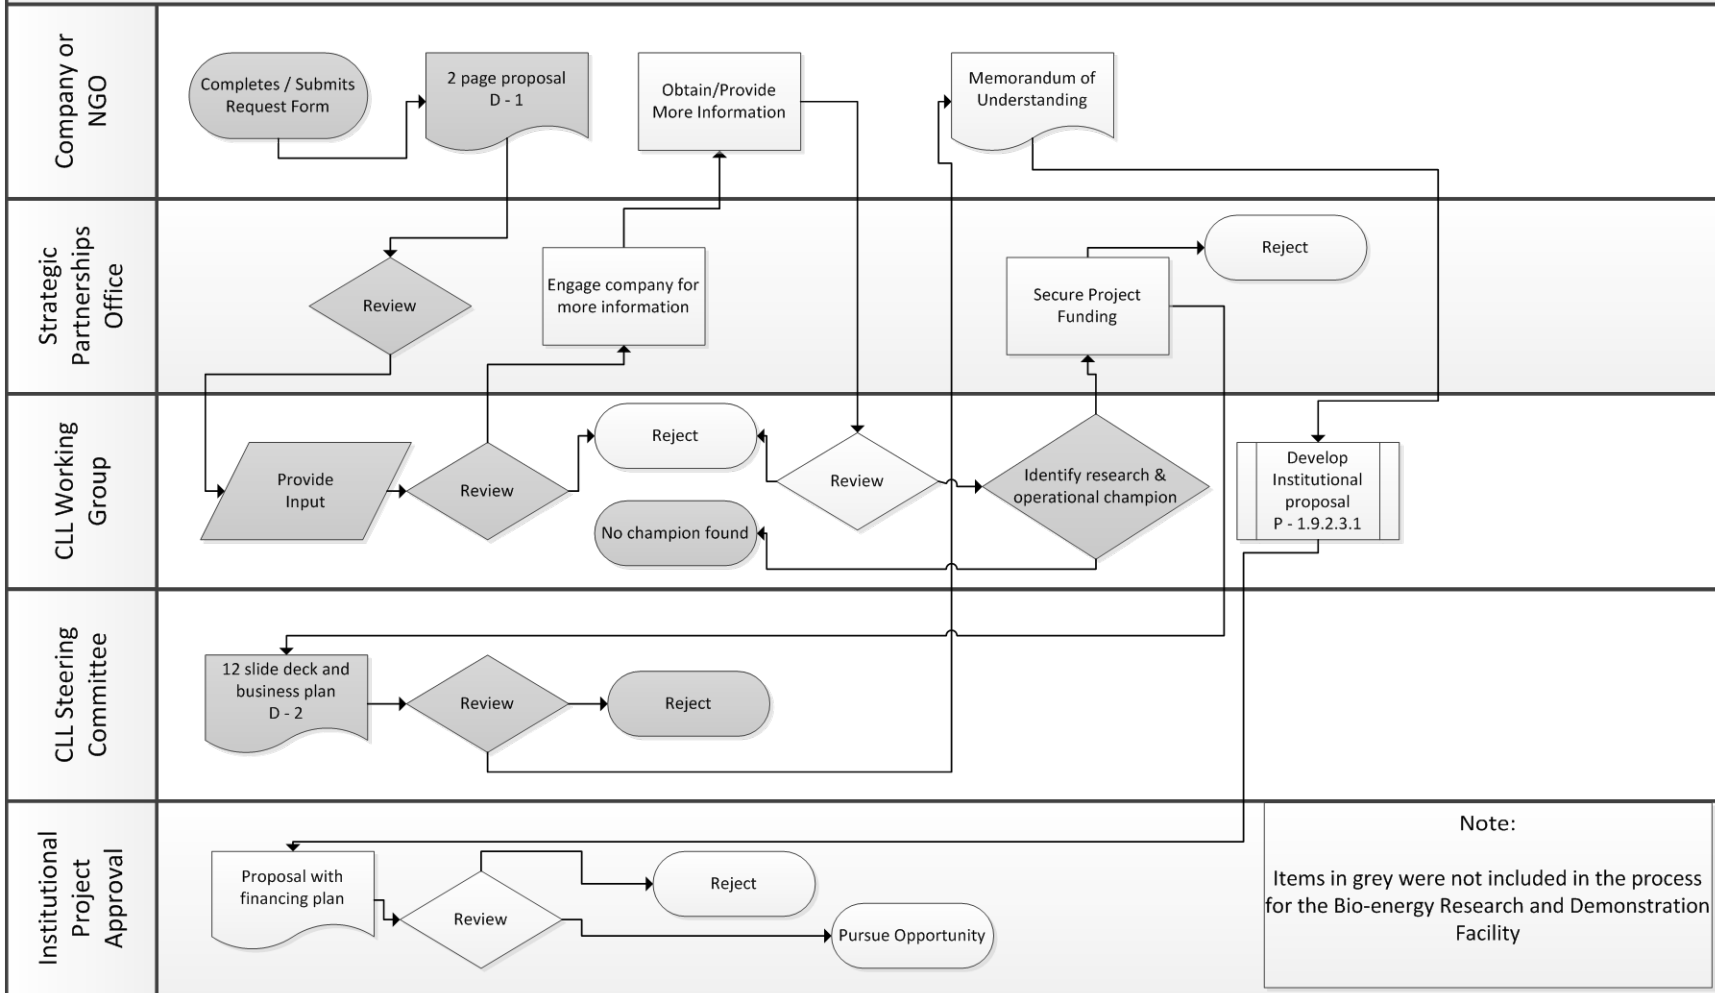 Company or
NGO
Completes / Submits
Request Form
2 page proposal
D - 1
Obtain/Provide
More Information
Memorandum of
Understanding
Strategic
Partnerships
Office
Review
Engage company for
more information
Secure Project
Funding
Reject
CLL Working
Group
Provide
Input
Review
Reject
No champion found
Review
Identify research &
operational champion
Develop
Institutional
proposal
P - 1.9.2.3.1
CLL Steering
Committee
12 slide deck and
business plan
D - 2
Review
Reject
Institutional
Project
Approval
Proposal with
financing plan
Review
Reject
Pursue Opportunity
Note:
Items in grey were not included in the process
for the Bio-energy Research and Demonstration
Facility